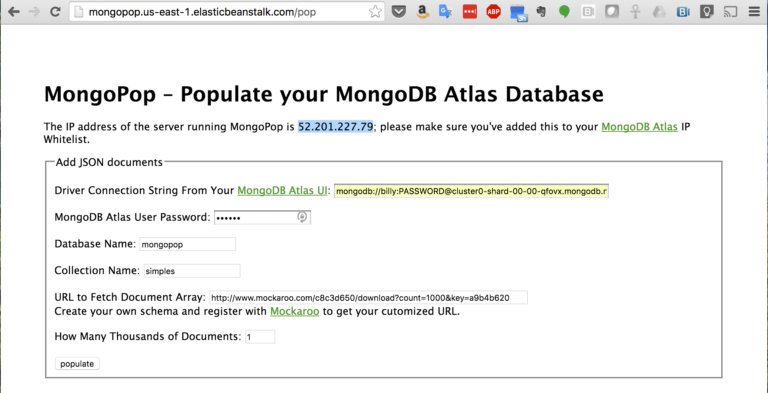 mongopop.us-east-1.elasticbeanstalk.com/pop
MongoPop – Populate your MongoDB Atlas Database
The IP address of the server running MongoPop is 52.201.227.79; please make sure you've added this to your MongoDB Atlas IP
Whitelist.
Add JSON documents
Driver Connection String From Your MongoDB Atlas UI: mongodb://billy:PASSWORD@cluster0-shard-00-00-qfovx.mongodb.r
MongoDB Atlas User Password: ••••••
Database Name: mongopop
Collection Name: simples
URL to Fetch Document Array: http://www.mockaroo.com/c8c3d650/download?count=1000&key=a9b4b620
Create your own schema and register with Mockaroo to get your cutomized URL.
How Many Thousands of Documents: 1
populate